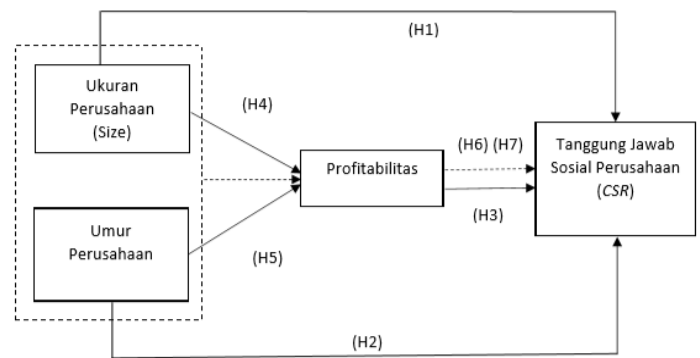 (H1)
Ukuran
Perusahaan
(Size)
(H4)
Profitabilitas
(H6) (H7)
Tanggung Jawab
Sosial Perusahaan
(CSR)
(H3)
Umur
Perusahaan
(H5)
(H2)